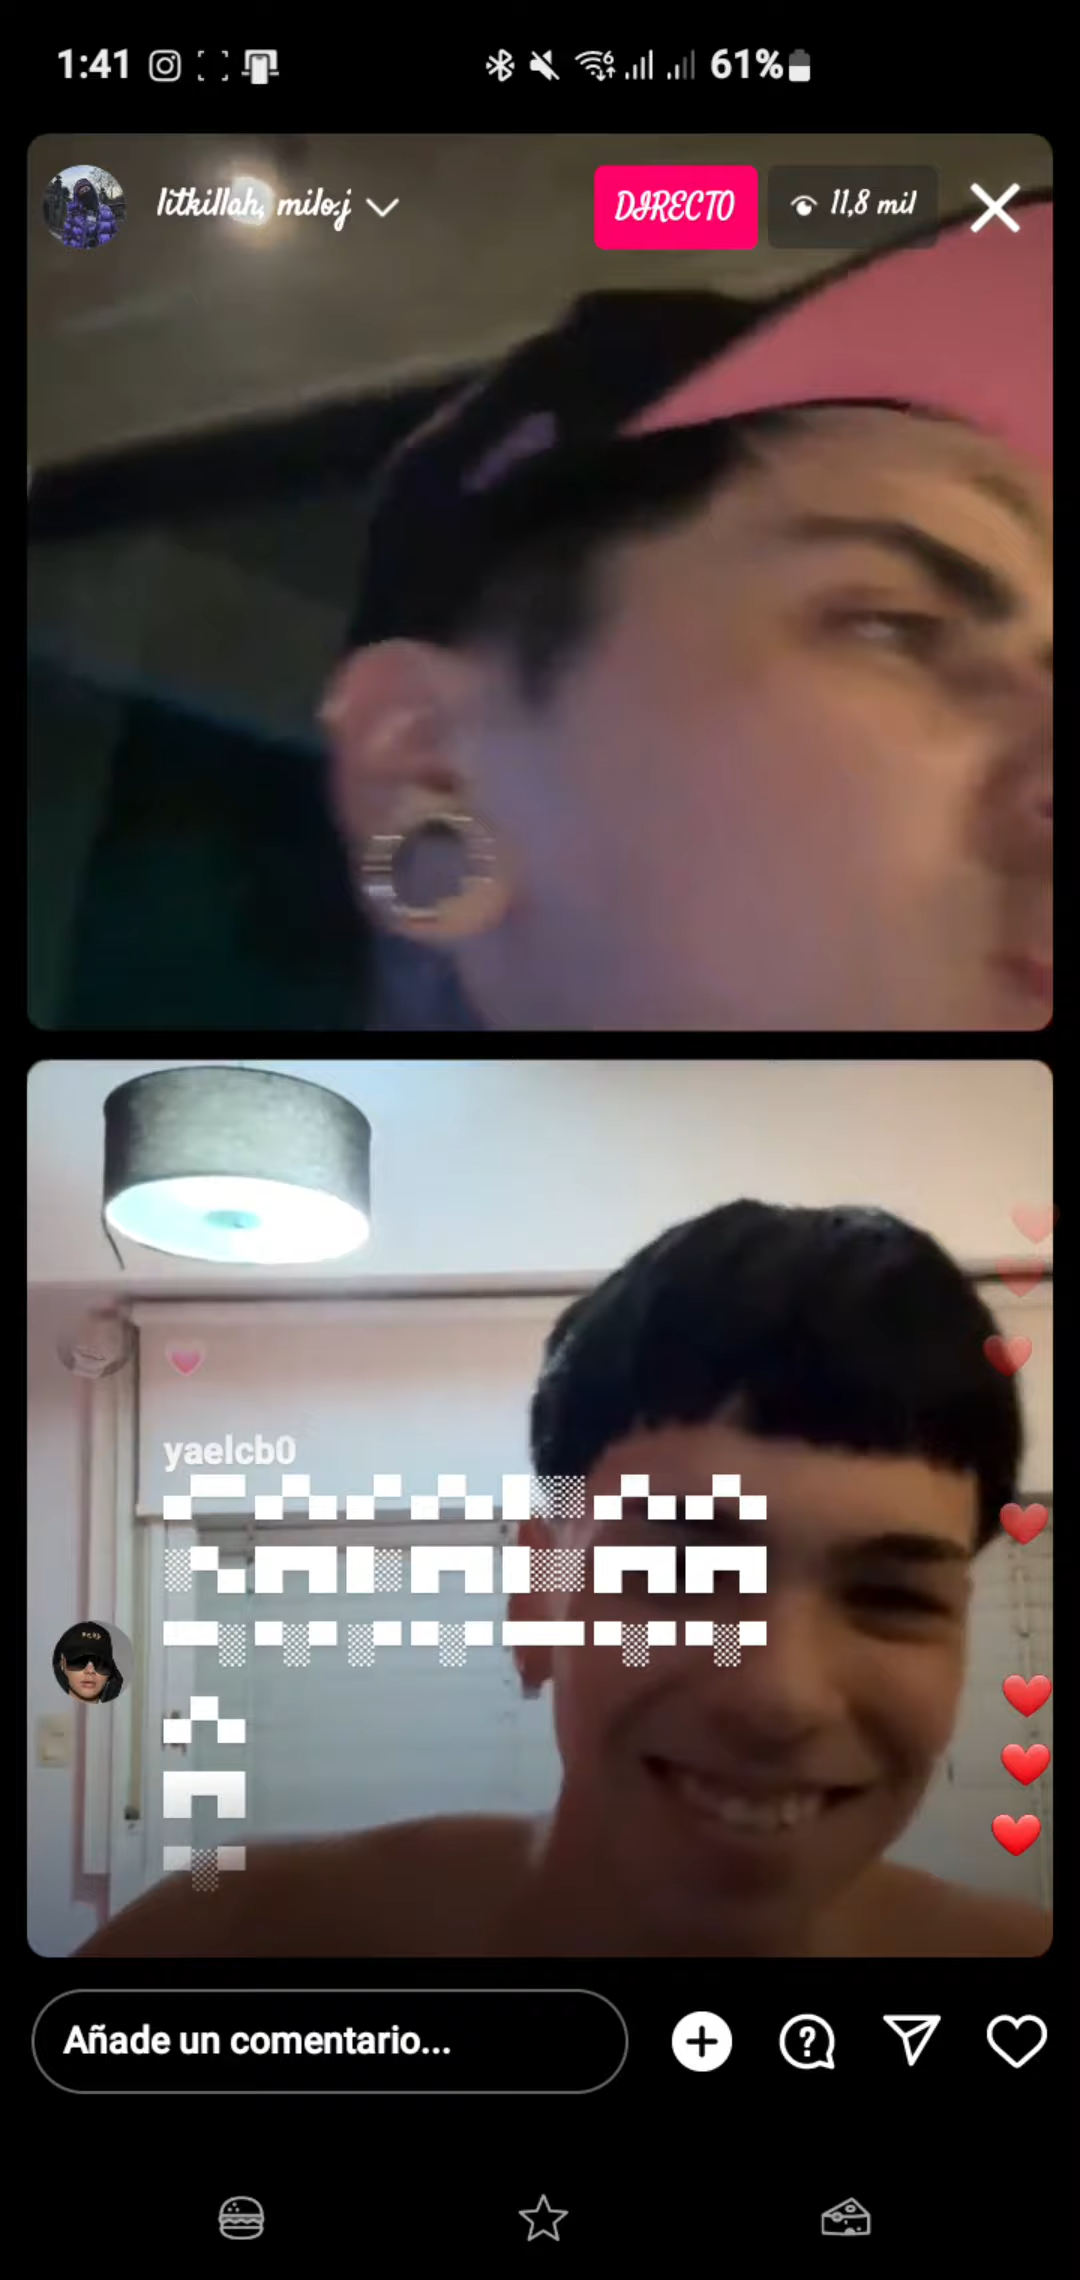 1:41
61%
litkillah, milo.j
DIRECTO
11,8 mil
yaelcb0
Añade un comentario...